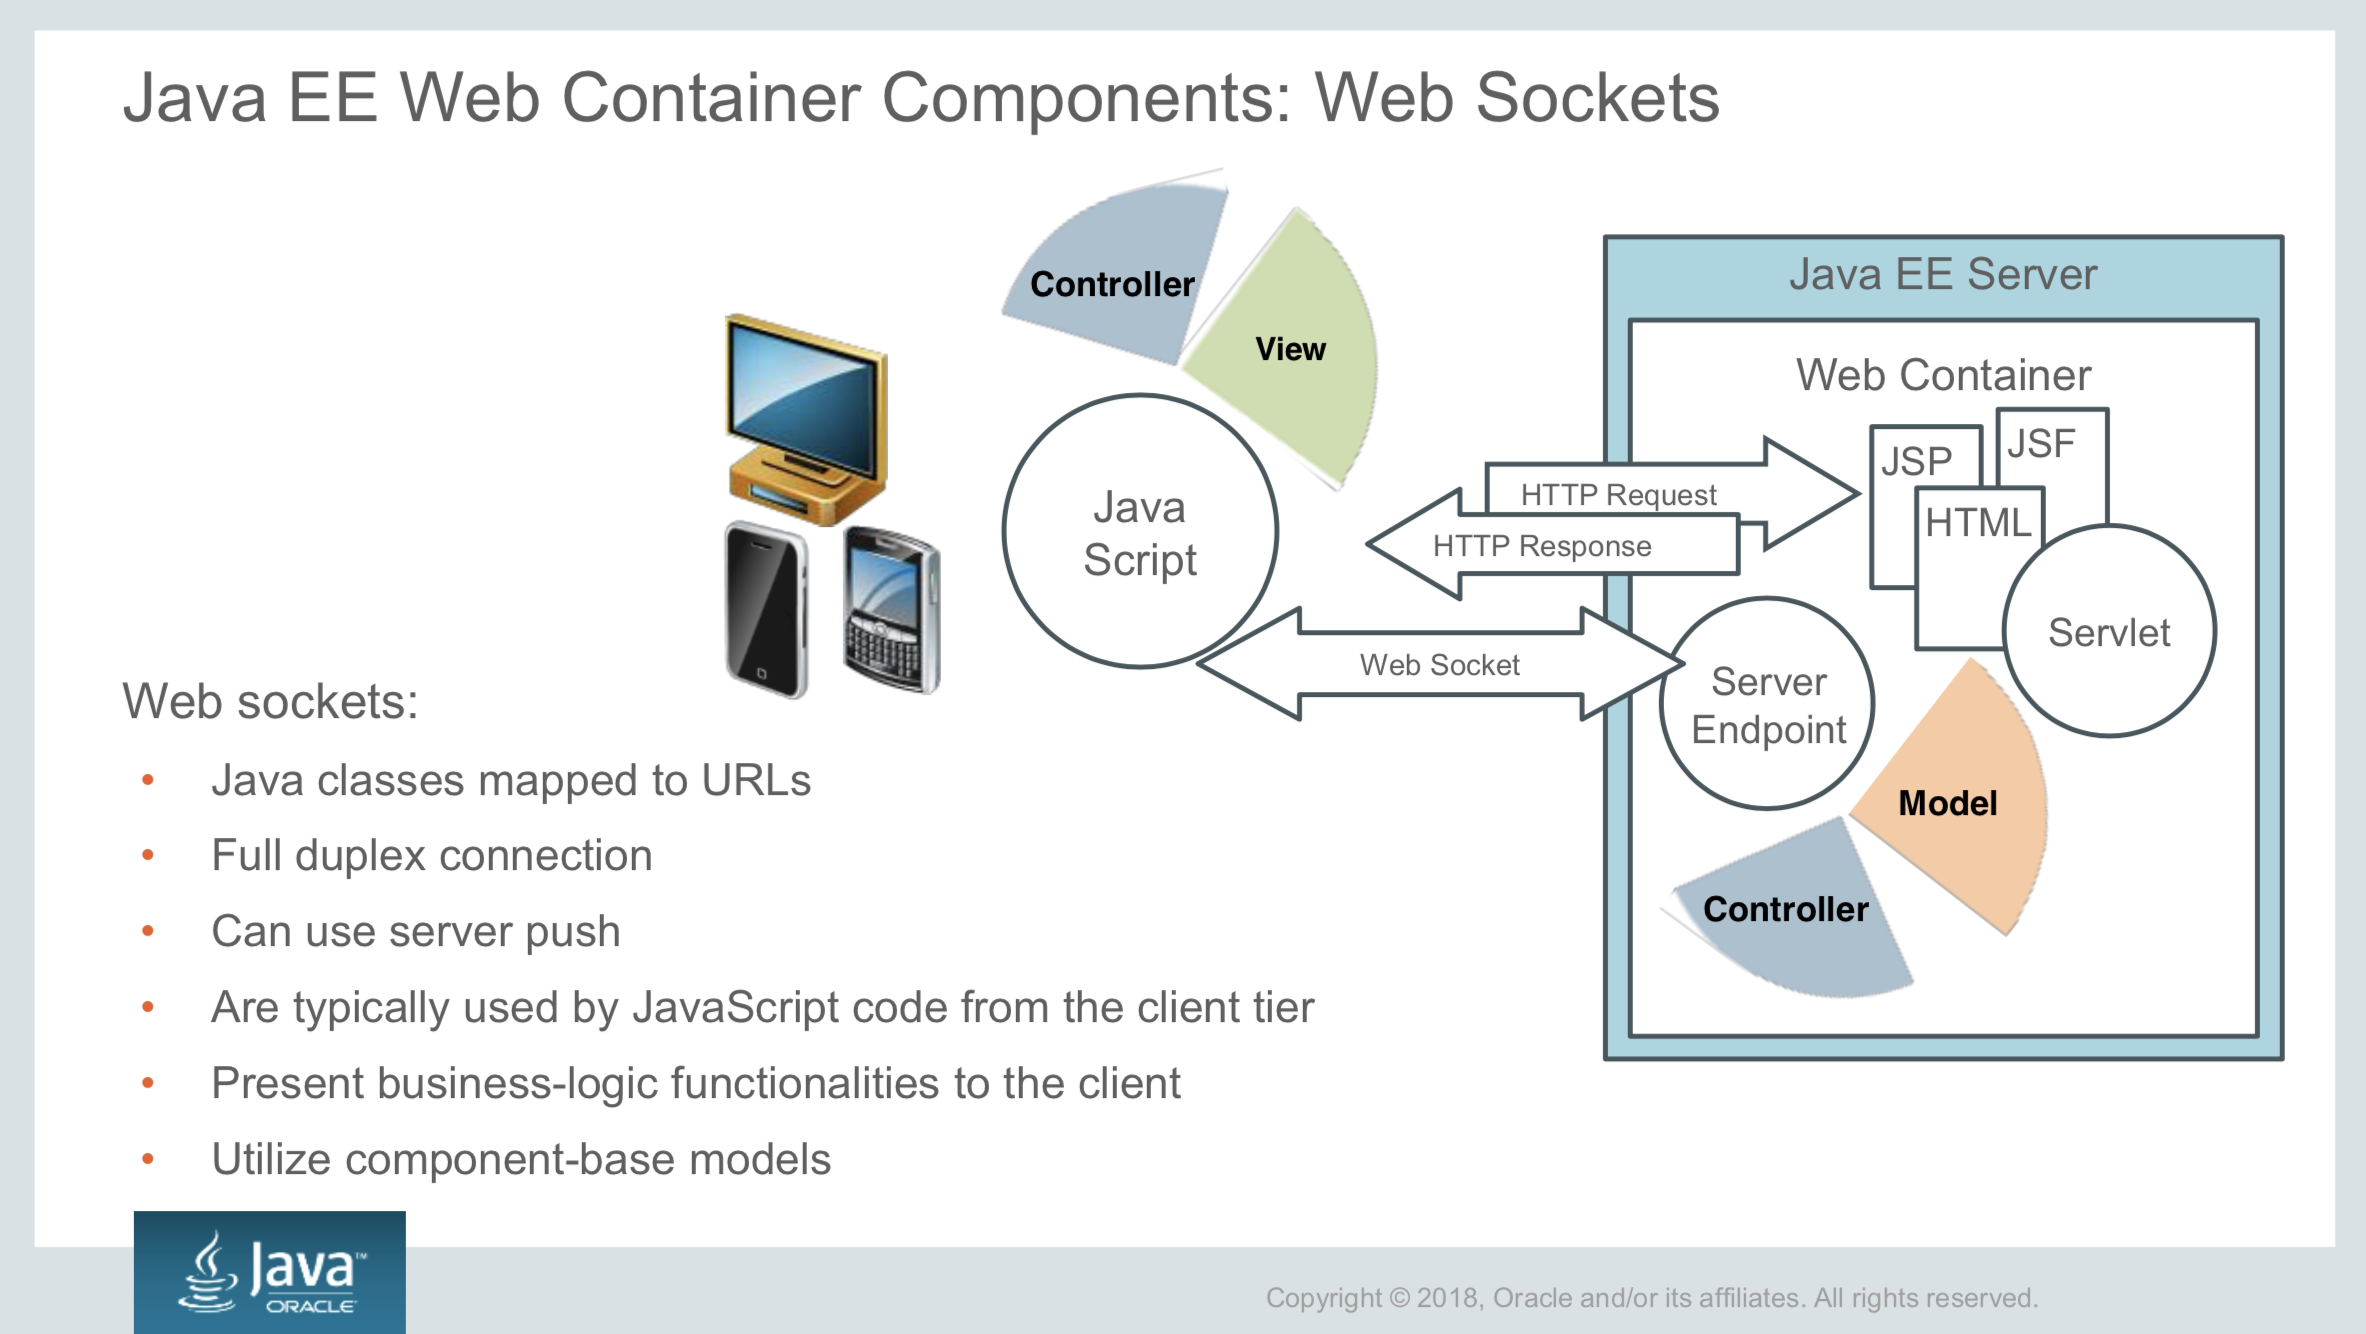 Java EE Web Container Components: Web Sockets
Controller
View
Java
Script
HTTP Request
HTTP Response
Web Socket
Java EE Server
Web Container
JSP
JSF
HTML
Servlet
Server
Endpoint
Model
Controller
Web sockets:
• Java classes mapped to URLs
• Full duplex connection
• Can use server push
• Are typically used by JavaScript code from the client tier
• Present business-logic functionalities to the client
• Utilize component-base models
Java™
ORACLE
Copyright © 2018, Oracle and/or its affiliates. All rights reserved.